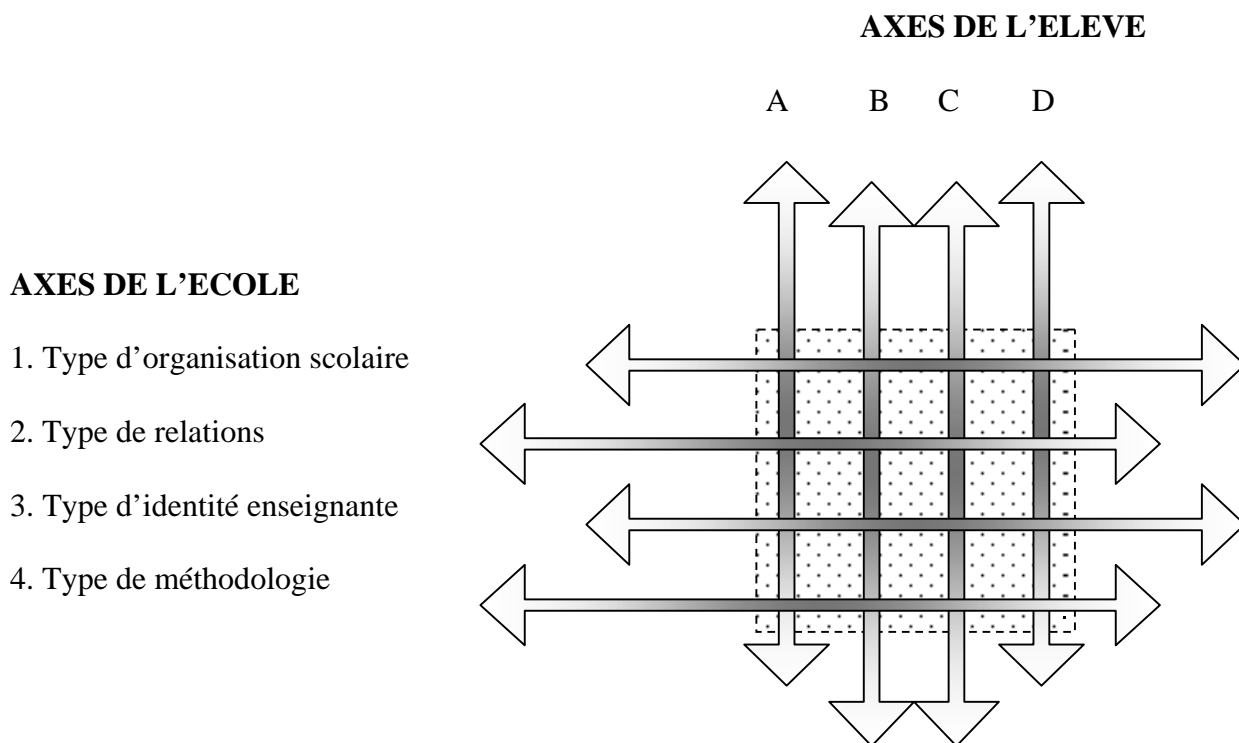 AXES DE L'ELEVE
A B C D
AXES DE L'ECOLE
1. Type d'organisation scolaire
2. Type de relations
3. Type d'identité enseignante
4. Type de méthodologie